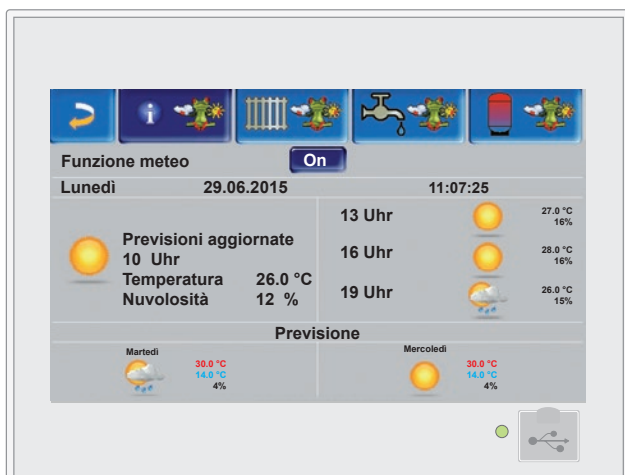 Funzione meteo On
Lunedì 29.06.2015 11:07:25
Previsioni aggiornate
10 Uhr
Temperatura 26.0 °C
Nuvolosità 12 %
13 Uhr 27.0 °C
16%
16 Uhr 28.0 °C
16%
19 Uhr 26.0 °C
15%
Previsione
Martedì
30.0 °C
14.0 °C
4%
Mercoledì
30.0 °C
14.0 °C
4%